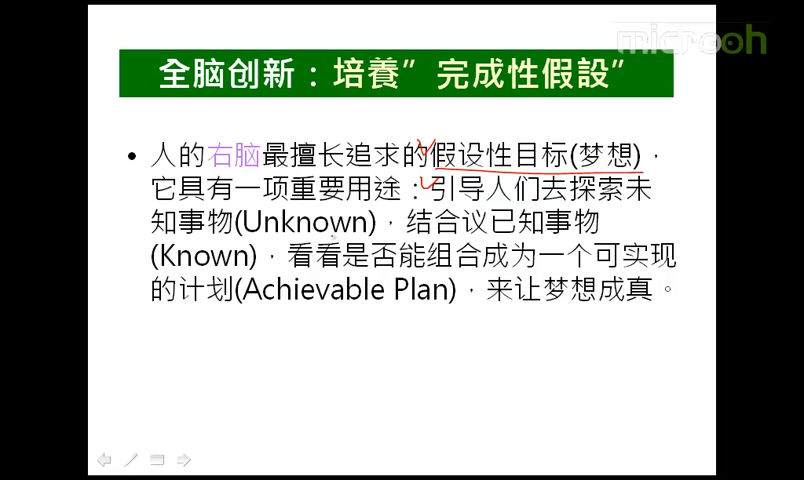 microoh
全脑创新：培養”完成性假設”
• 人的右脑最擅长追求的假设性目标(梦想)，
它具有一项重要用途：引导人们去探索未
知事物(Unknown)，结合议已知事物
(Known)，看看是否能组合成为一个可实现
的计划(Achievable Plan)，来让梦想成真。